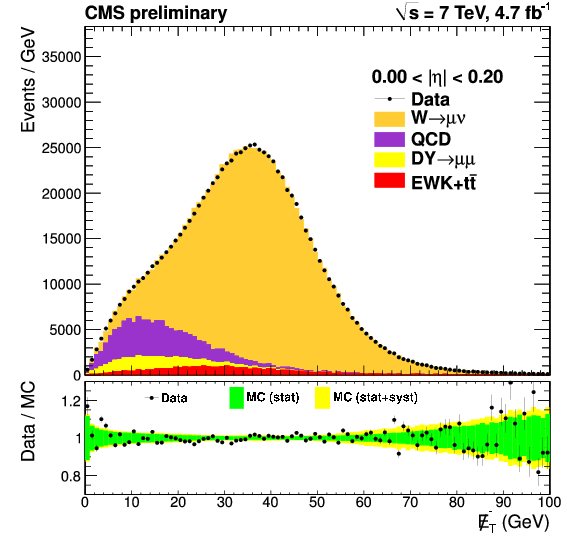 CMS preliminary
√s = 7 TeV, 4.7 fb⁻¹
Events / GeV
35000
30000
25000
20000
15000
10000
5000
0
0.00 < |η| < 0.20
Data
W→μν
QCD
DY→μμ
EWK+tt̄
Data / MC
1.2
1
0.8
Data
MC (stat)
MC (stat+syst)
0 10 20 30 40 50 60 70 80 90 100
E̸_T (GeV)